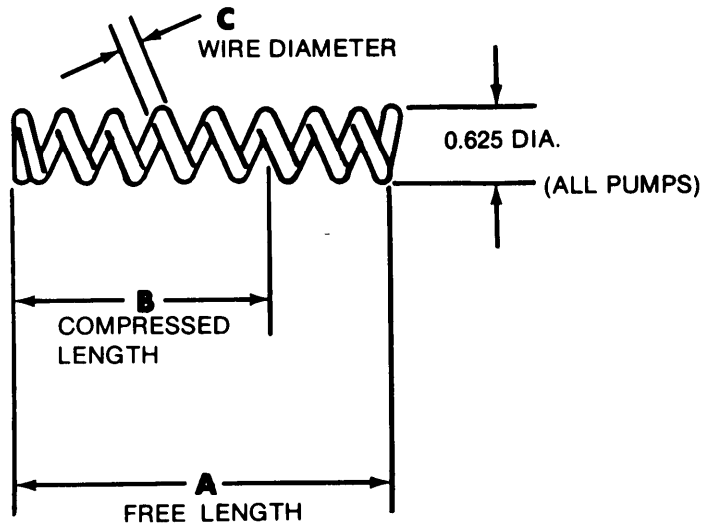 C
WIRE DIAMETER
0.625 DIA.
(ALL PUMPS)
B
COMPRESSED
LENGTH
A
FREE LENGTH